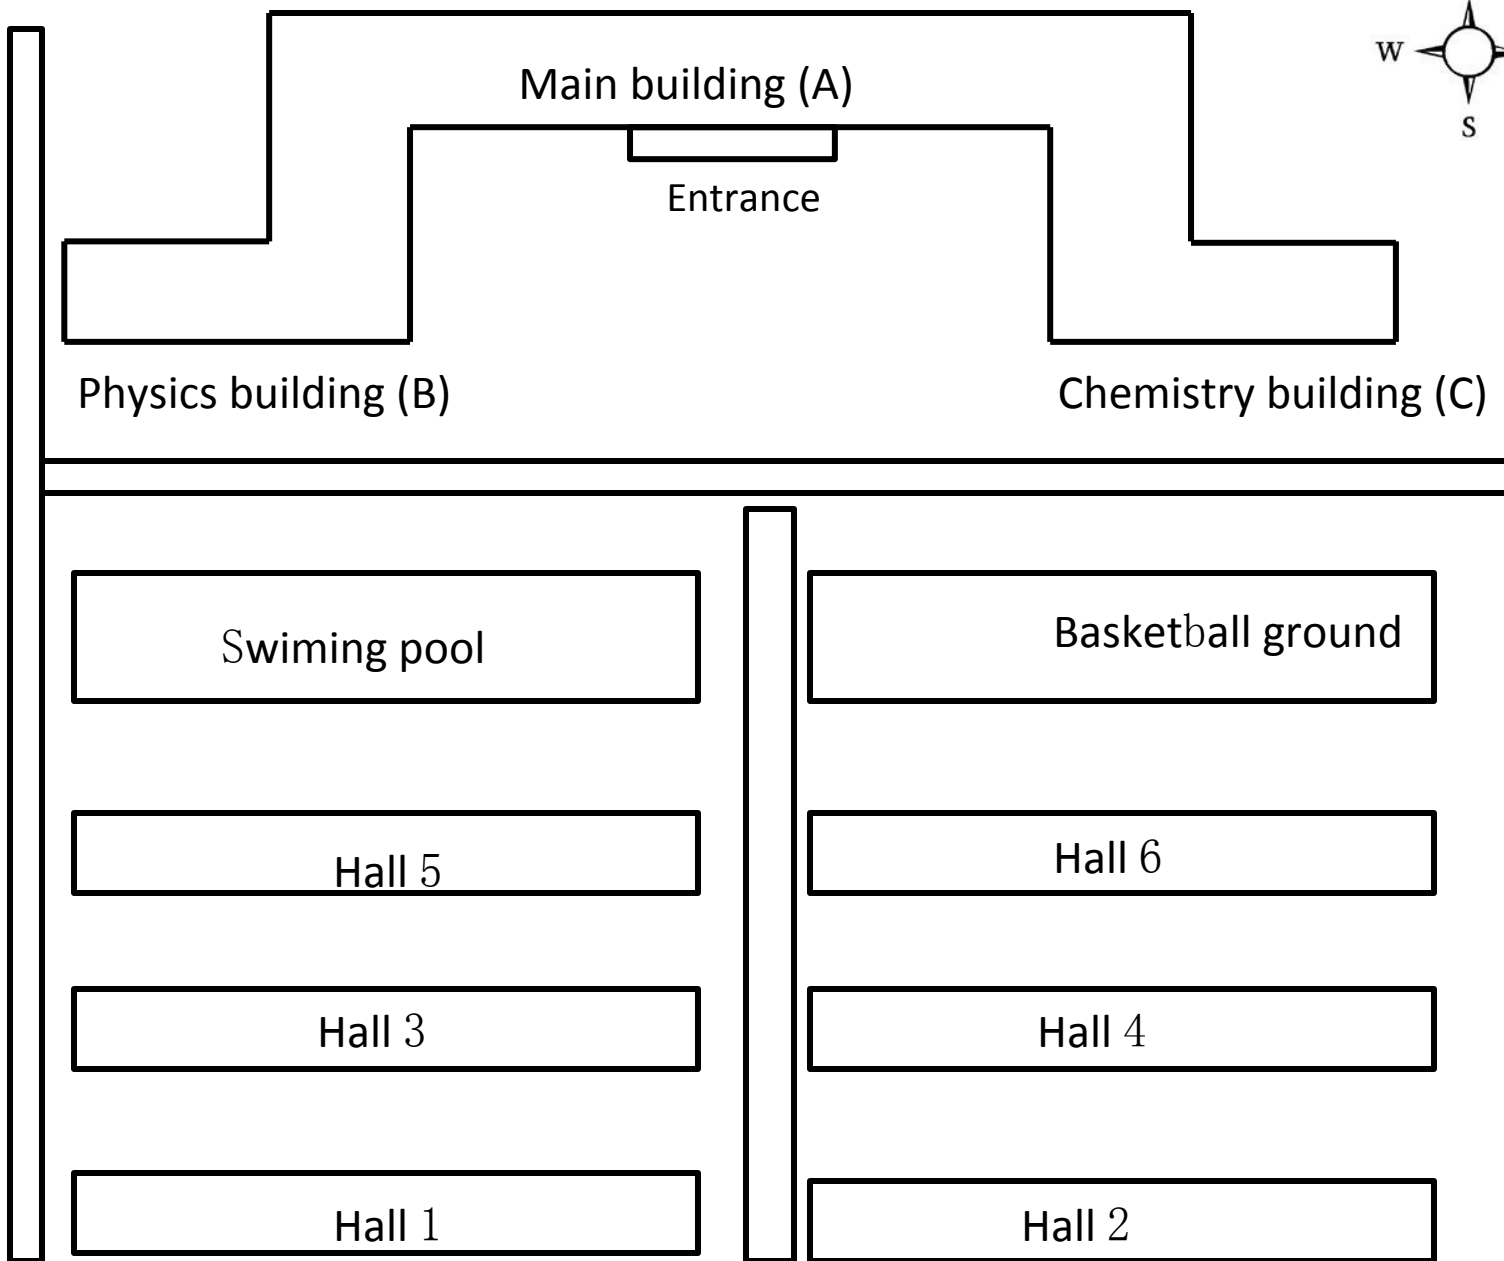 Main building (A)
W
S
Entrance
Physics building (B)
Chemistry building (C)
Swiming pool
Basketball ground
Hall 5
Hall 6
Hall 3
Hall 4
Hall 1
Hall 2